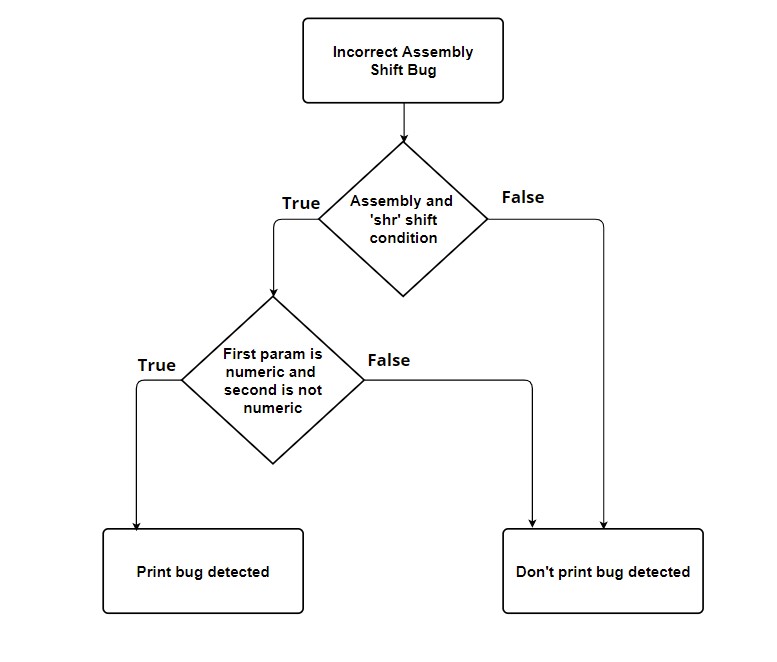 Incorrect Assembly
Shift Bug
True
False
Assembly and
'shr' shift
condition
True
False
First param is
numeric and
second is not
numeric
Print bug detected
Don't print bug detected